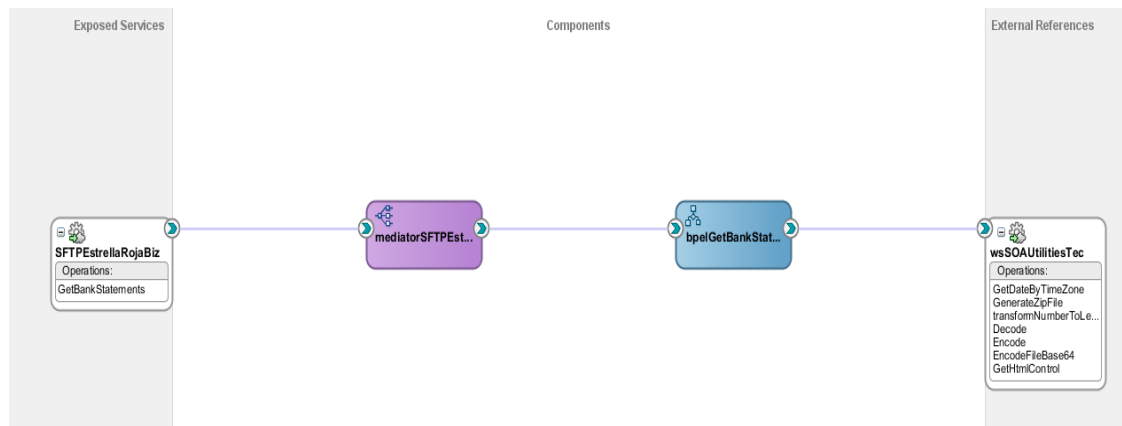 Exposed Services
Components
External References
SFTPEstrellaRojaBiz
Operations:
GetBankStatements
mediatorSFTPEst...
bpelGetBankStat...
wsSOAUtilitiesTec
Operations:
GetDateByTimeZone
GenerateZipFile
transformNumberToLe...
Decode
Encode
EncodeFileBase64
GetHtmlControl